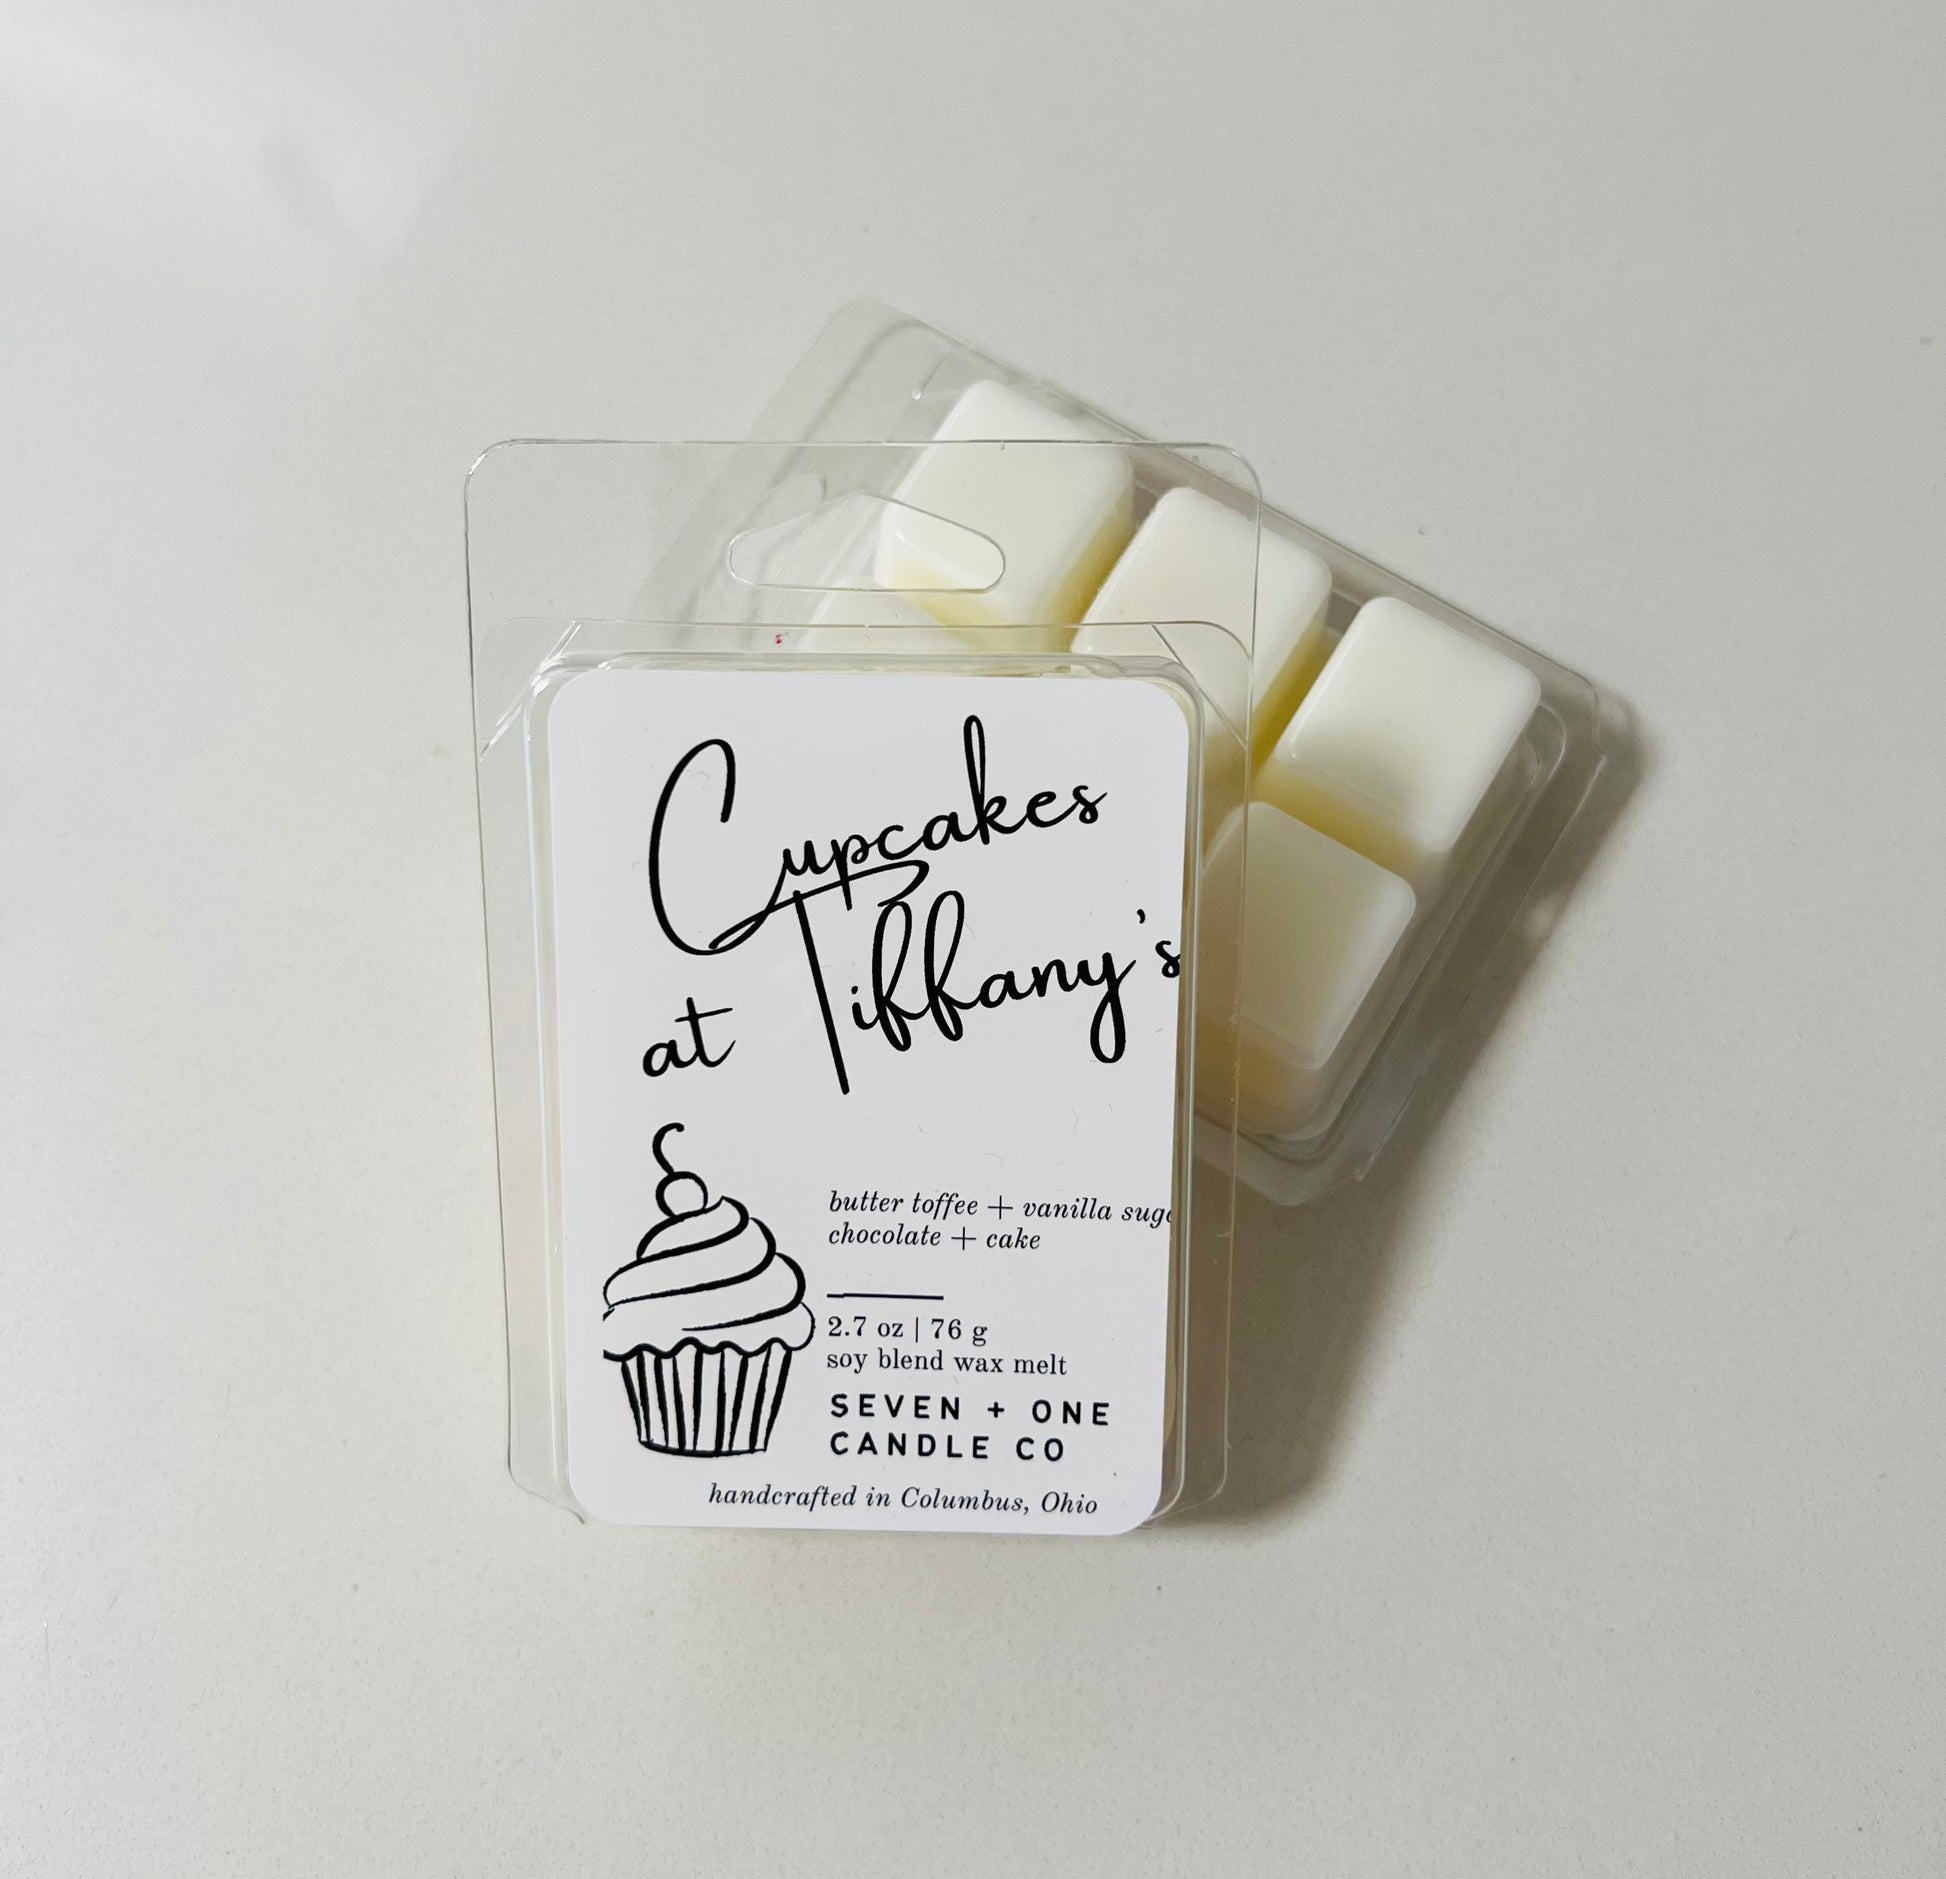 Cupcakes
at Tiffany's
butter toffee + vanilla
chocolate + cake
2.7 oz | 76 g
soy blend wax melt
SEVEN + ONE
CANDLE CO
handcrafted in Columbus, Ohio